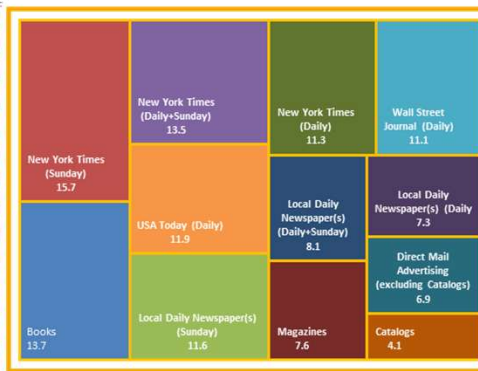 New York Times
(Sunday)
15.7
Books
13.7
New York Times
(Daily+Sunday)
13.5
USA Today (Daily)
11.9
Local Daily Newspaper(s)
(Sunday)
11.6
New York Times
(Daily)
11.3
Wall Street
Journal (Daily)
11.1
Local Daily
Newspaper(s)
(Daily+Sunday)
8.1
Magazines
7.6
Local Daily
Newspaper(s) (Daily
7.3
Direct Mail
Advertising
(excluding Catalogs)
6.9
Catalogs
4.1